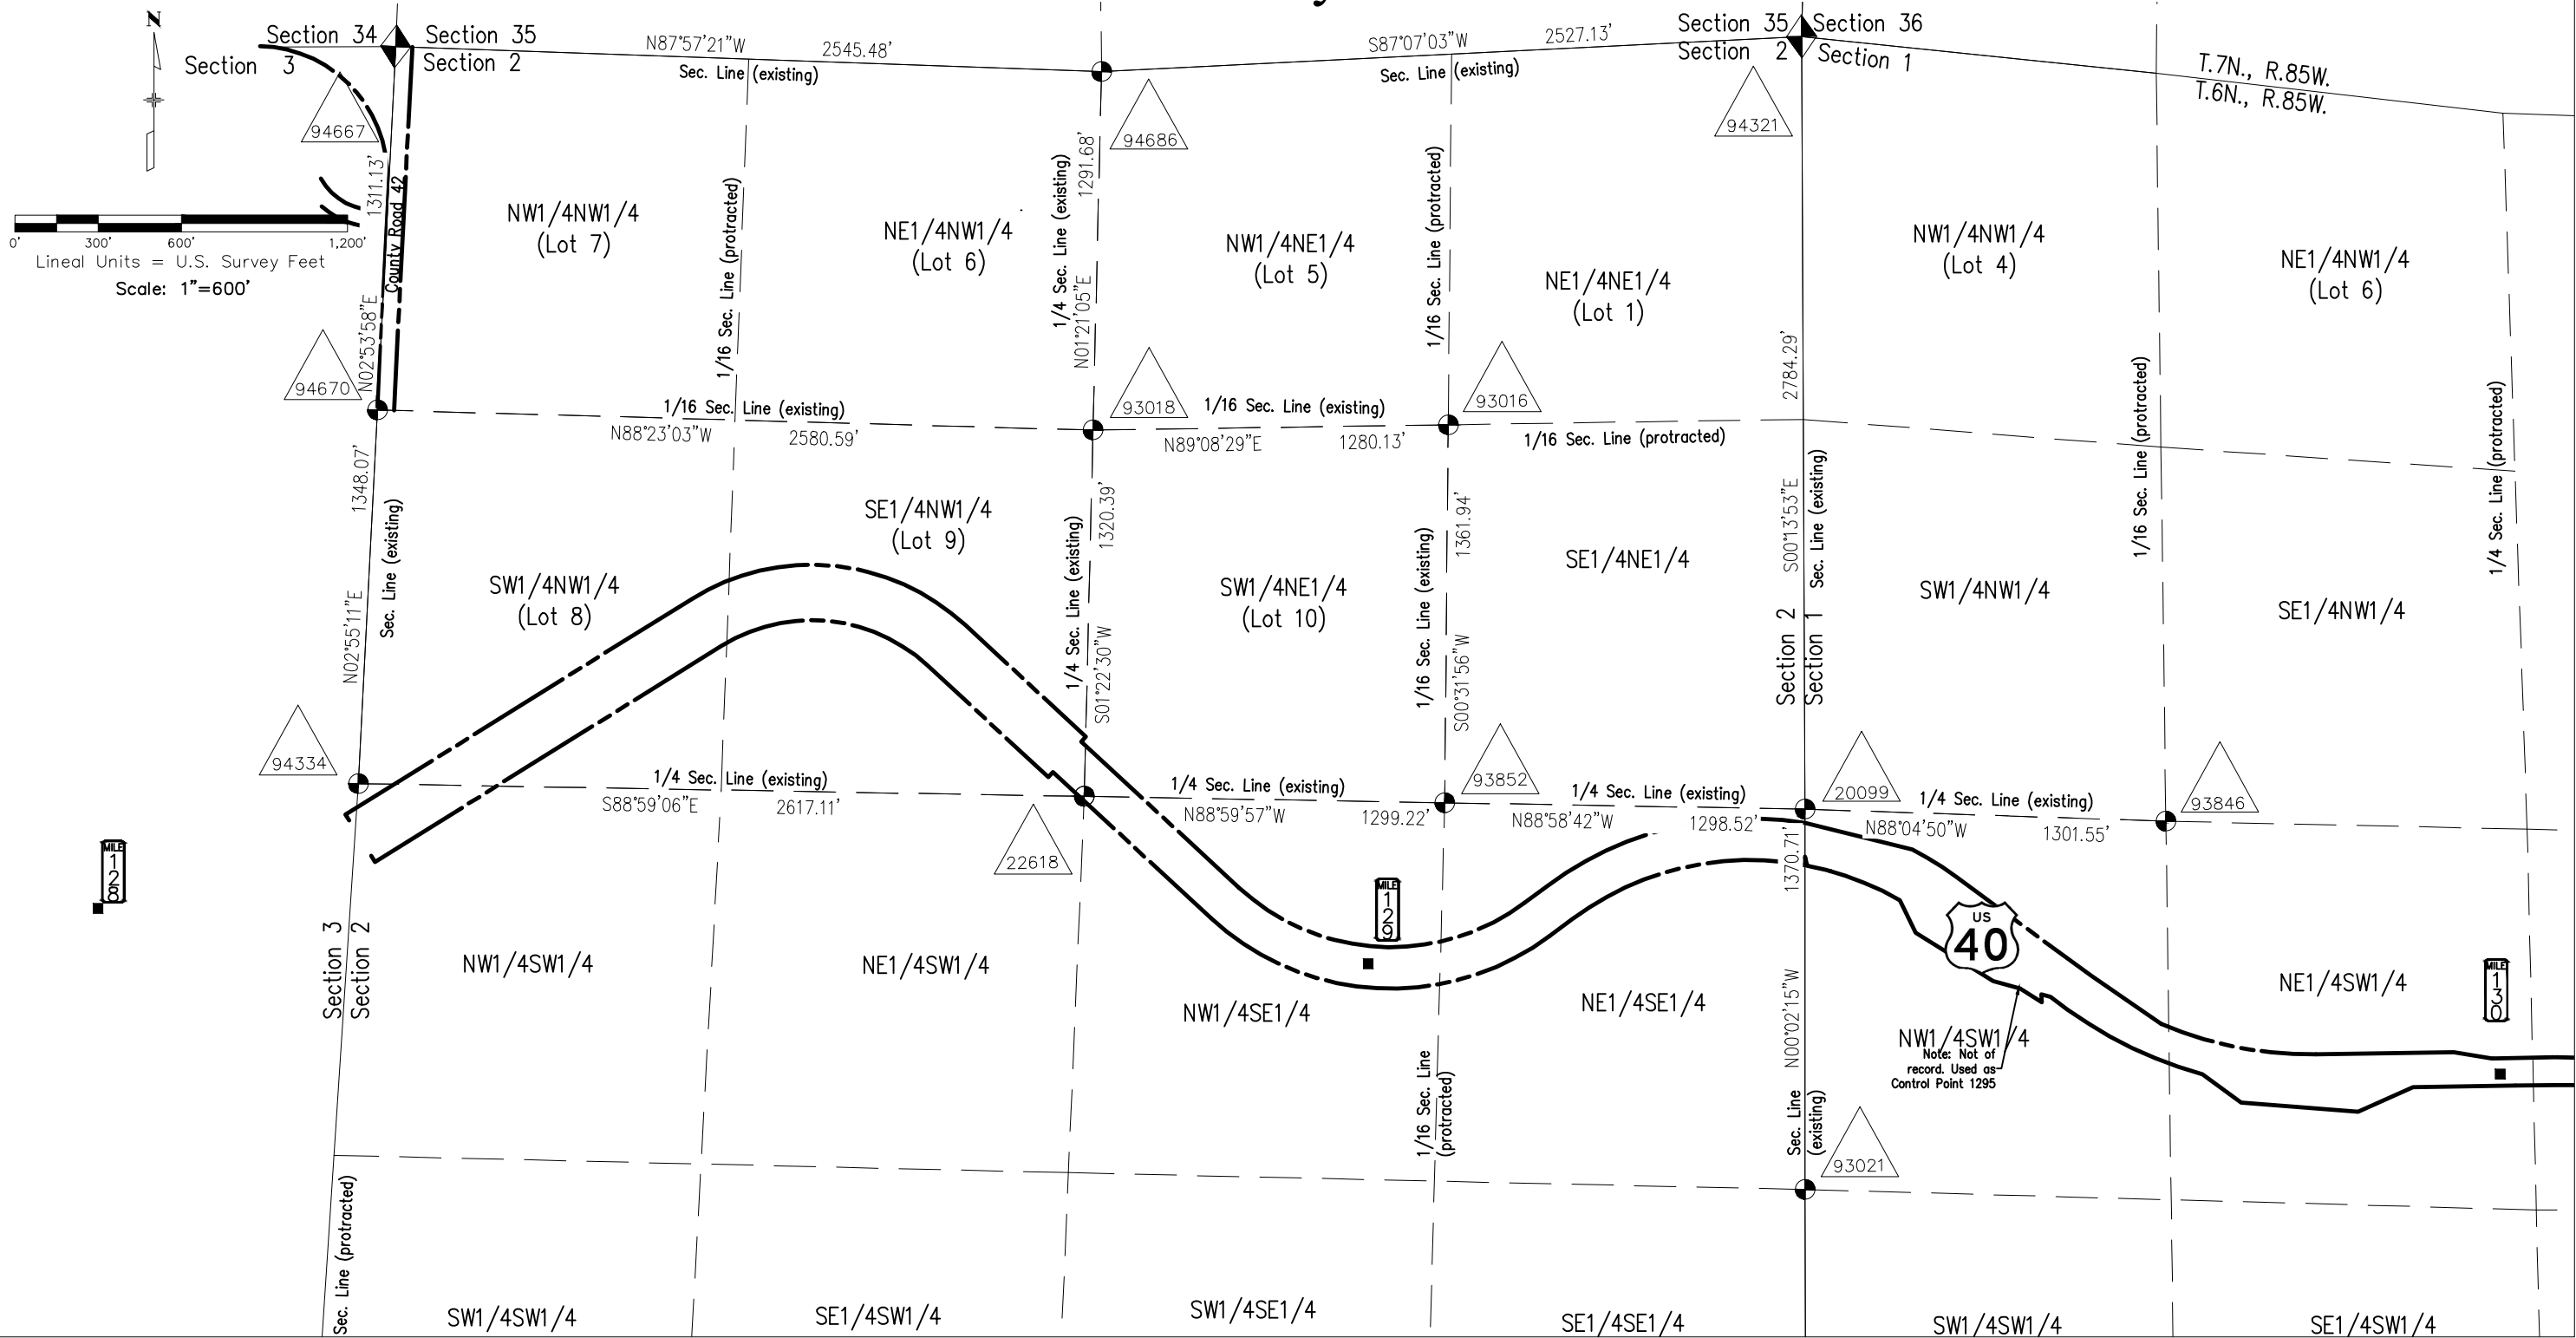 N
Section 34
Section 35
Section 3
Section 2
N87°57'21"W
2545.48'
Sec. Line (existing)
S87°07'03"W
2527.13'
Sec. Line (existing)
Section 35
Section 36
Section 2
Section 1
T.7N., R.85W.
T.6N., R.85W.
94667
94686
94321
0'
300'
600'
1,200'
Lineal Units = U.S. Survey Feet
Scale: 1"=600'
1311.13'
County Road 42
N02°53'58"E
94670
NW1/4NW1/4
(Lot 7)
1/16 Sec. Line (protracted)
NE1/4NW1/4
(Lot 6)
1/4 Sec. Line (existing)
1291.68'
N01°21'05"E
NW1/4NE1/4
(Lot 5)
1/16 Sec. Line (protracted)
NE1/4NE1/4
(Lot 1)
2784.29'
NW1/4NW1/4
(Lot 4)
1/16 Sec. Line (protracted)
NE1/4NW1/4
(Lot 6)
1/4 Sec. Line (protracted)
93018
93016
1/16 Sec. Line (existing)
N88°23'03"W
2580.59'
1/16 Sec. Line (existing)
N89°08'29"E
1280.13'
1/16 Sec. Line (protracted)
1348.07'
Sec. Line (existing)
N02°55'11"E
SW1/4NW1/4
(Lot 8)
SE1/4NW1/4
(Lot 9)
1320.39'
1/4 Sec. Line (existing)
S01°22'30"W
SW1/4NE1/4
(Lot 10)
1361.94'
1/16 Sec. Line (existing)
S00°31'56"W
SE1/4NE1/4
S00°13'53"E
Sec. Line (existing)
Section 2
Section 1
SW1/4NW1/4
SE1/4NW1/4
94334
1/4 Sec. Line (existing)
S88°59'06"E
2617.11'
22618
1/4 Sec. Line (existing)
N88°59'57"W
1299.22'
93852
1/4 Sec. Line (existing)
N88°58'42"W
1298.52'
20099
1/4 Sec. Line (existing)
N88°04'50"W
1301.55'
93846
MILE
128
MILE
129
US
40
MILE
130
Section 3
Section 2
NW1/4SW1/4
NE1/4SW1/4
NW1/4SE1/4
NE1/4SE1/4
1370.71'
N00°02'15"W
NW1/4SW1/4
Note: Not of
record. Used as
Control Point 1295
NE1/4SW1/4
1/16 Sec. Line
(protracted)
Sec. Line
(existing)
93021
Sec. Line (protracted)
SW1/4SW1/4
SE1/4SW1/4
SW1/4SE1/4
SE1/4SE1/4
SW1/4SW1/4
SE1/4SW1/4